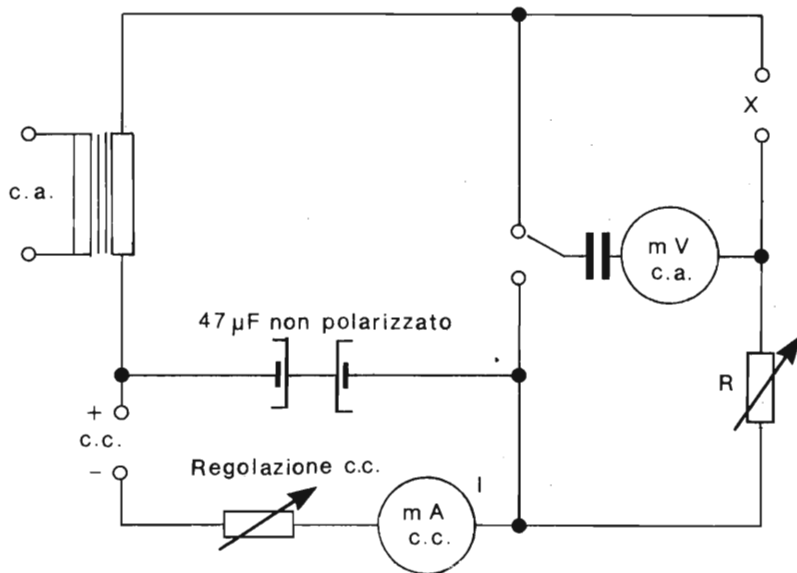 X
c.a.
m V
c.a.
47 µF non polarizzato
R
+
c.c.
−
Regolazione c.c.
I
m A
c.c.